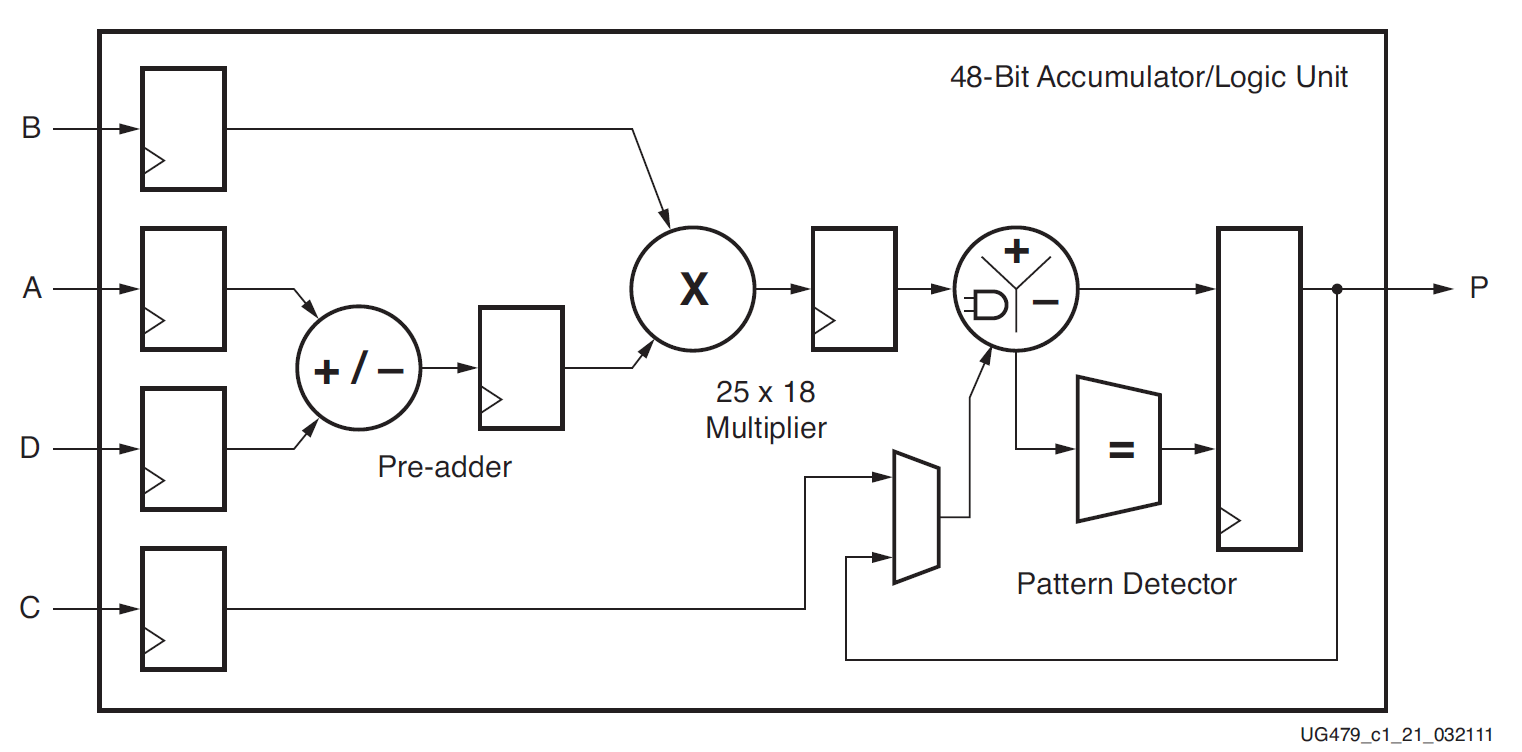 48-Bit Accumulator/Logic Unit
B
A
X
+
–
P
+ / –
25 x 18
Multiplier
D
Pre-adder
=
C
Pattern Detector
UG479_c1_21_032111